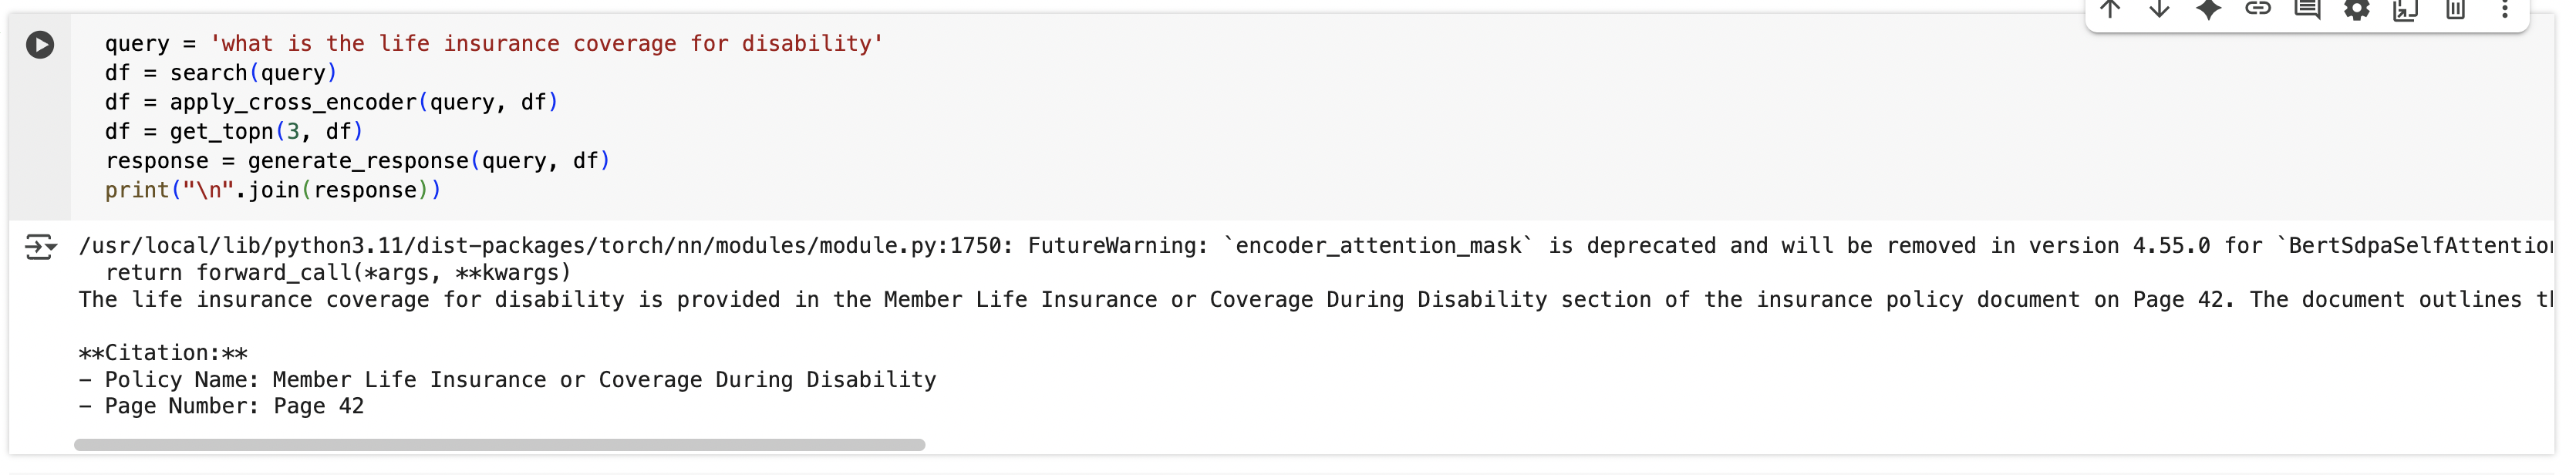 query = 'what is the life insurance coverage for disability'
df = search(query)
df = apply_cross_encoder(query, df)
df = get_topn(3, df)
response = generate_response(query, df)
print("\n".join(response))
/usr/local/lib/python3.11/dist-packages/torch/nn/modules/module.py:1750: FutureWarning: `encoder_attention_mask` is deprecated and will be removed in version 4.55.0 for `BertSdpaSelfAttention
  return forward_call(*args, **kwargs)
The life insurance coverage for disability is provided in the Member Life Insurance or Coverage During Disability section of the insurance policy document on Page 42. The document outlines
**Citation:**
- Policy Name: Member Life Insurance or Coverage During Disability
- Page Number: Page 42